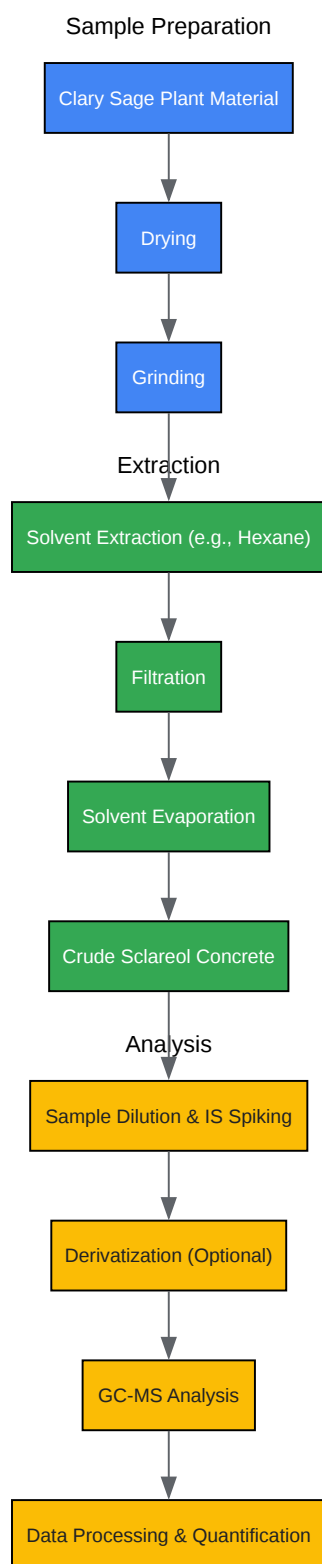 Sample Preparation
Clary Sage Plant Material
Drying
Grinding
Extraction
Solvent Extraction (e.g., Hexane)
Filtration
Solvent Evaporation
Crude Sclareol Concrete
Analysis
Sample Dilution & IS Spiking
Derivatization (Optional)
GC-MS Analysis
Data Processing & Quantification